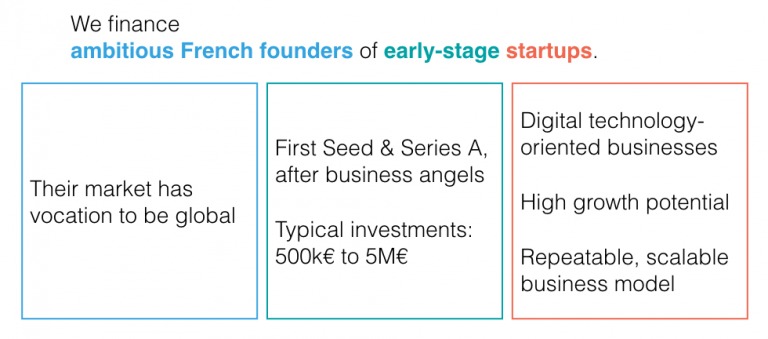 We finance
ambitious French founders of early-stage startups.
Their market has
vocation to be global
First Seed & Series A,
after business angels
Typical investments:
500k€ to 5M€
Digital technology-
oriented businesses
High growth potential
Repeatable, scalable
business model